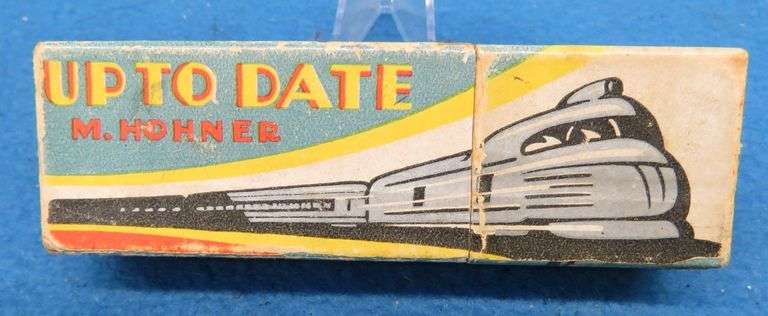 UP TO DATE
M. HOHNER